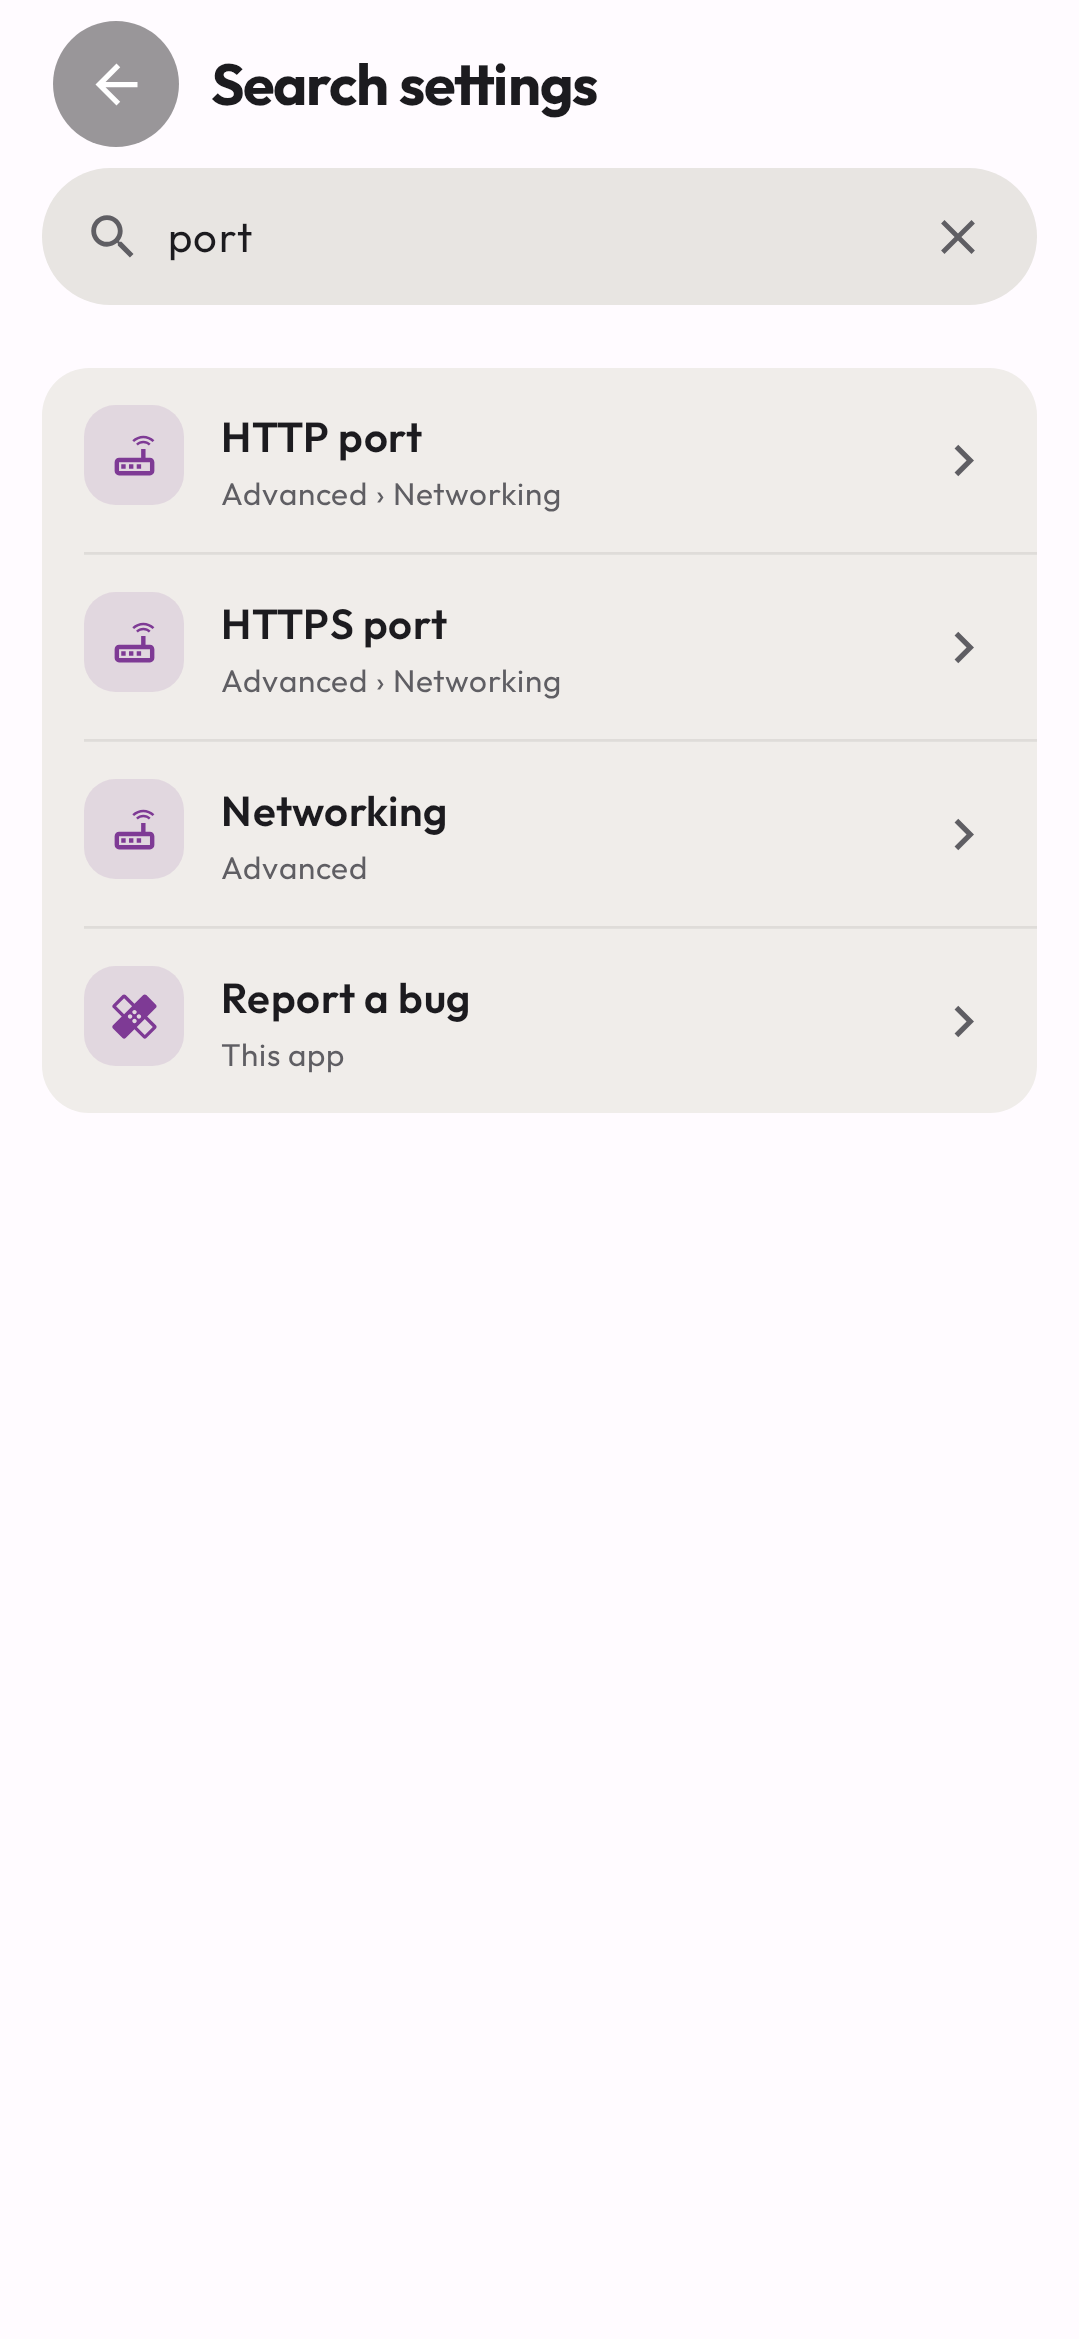 Search settings
port
HTTP port
Advanced › Networking
HTTPS port
Advanced › Networking
Networking
Advanced
Report a bug
This app